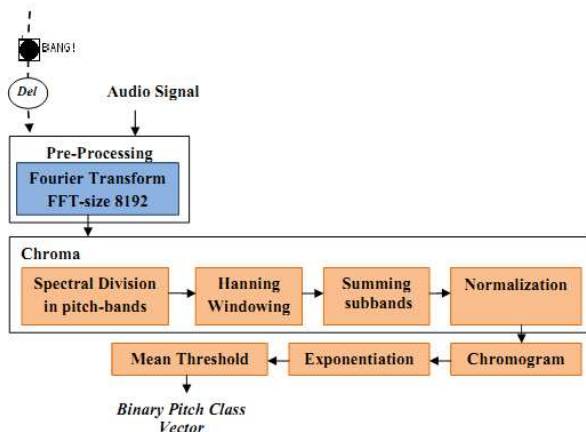 BANG!
Del
Audio Signal
Pre-Processing
Fourier Transform
FFT-size 8192
Chroma
Spectral Division
in pitch-bands
Hanning
Windowing
Summing
subbands
Normalization
Mean Threshold
Exponentiation
Chromogram
Binary Pitch Class
Vector